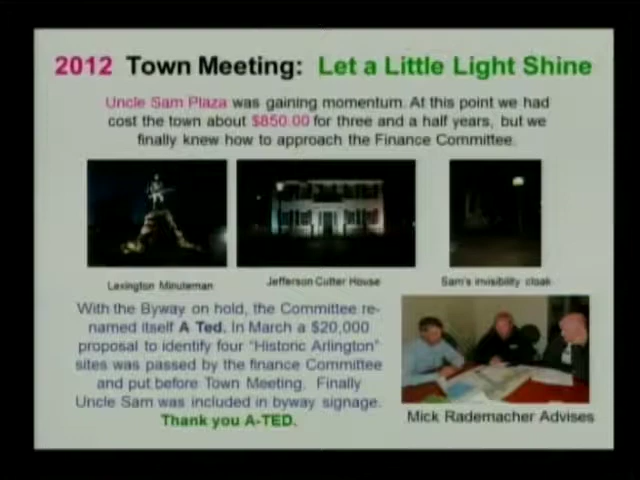 2012 Town Meeting: Let a Little Light Shine
Uncle Sam Plaza was gaining momentum. At this point we had
cost the town about $850.00 for three and a half years, but we
finally knew how to approach the Finance Committee.
Lexington Minuteman
Jefferson Cutter House
Sam's invisibility cloak
With the Byway on hold, the Committee re-
named itself A Ted. In March a $20,000
proposal to identify four "Historic Arlington"
sites was passed by the finance Committee
and put before Town Meeting. Finally
Uncle Sam was included in byway signage.
Thank you A-TED.
Mick Rademacher Advises